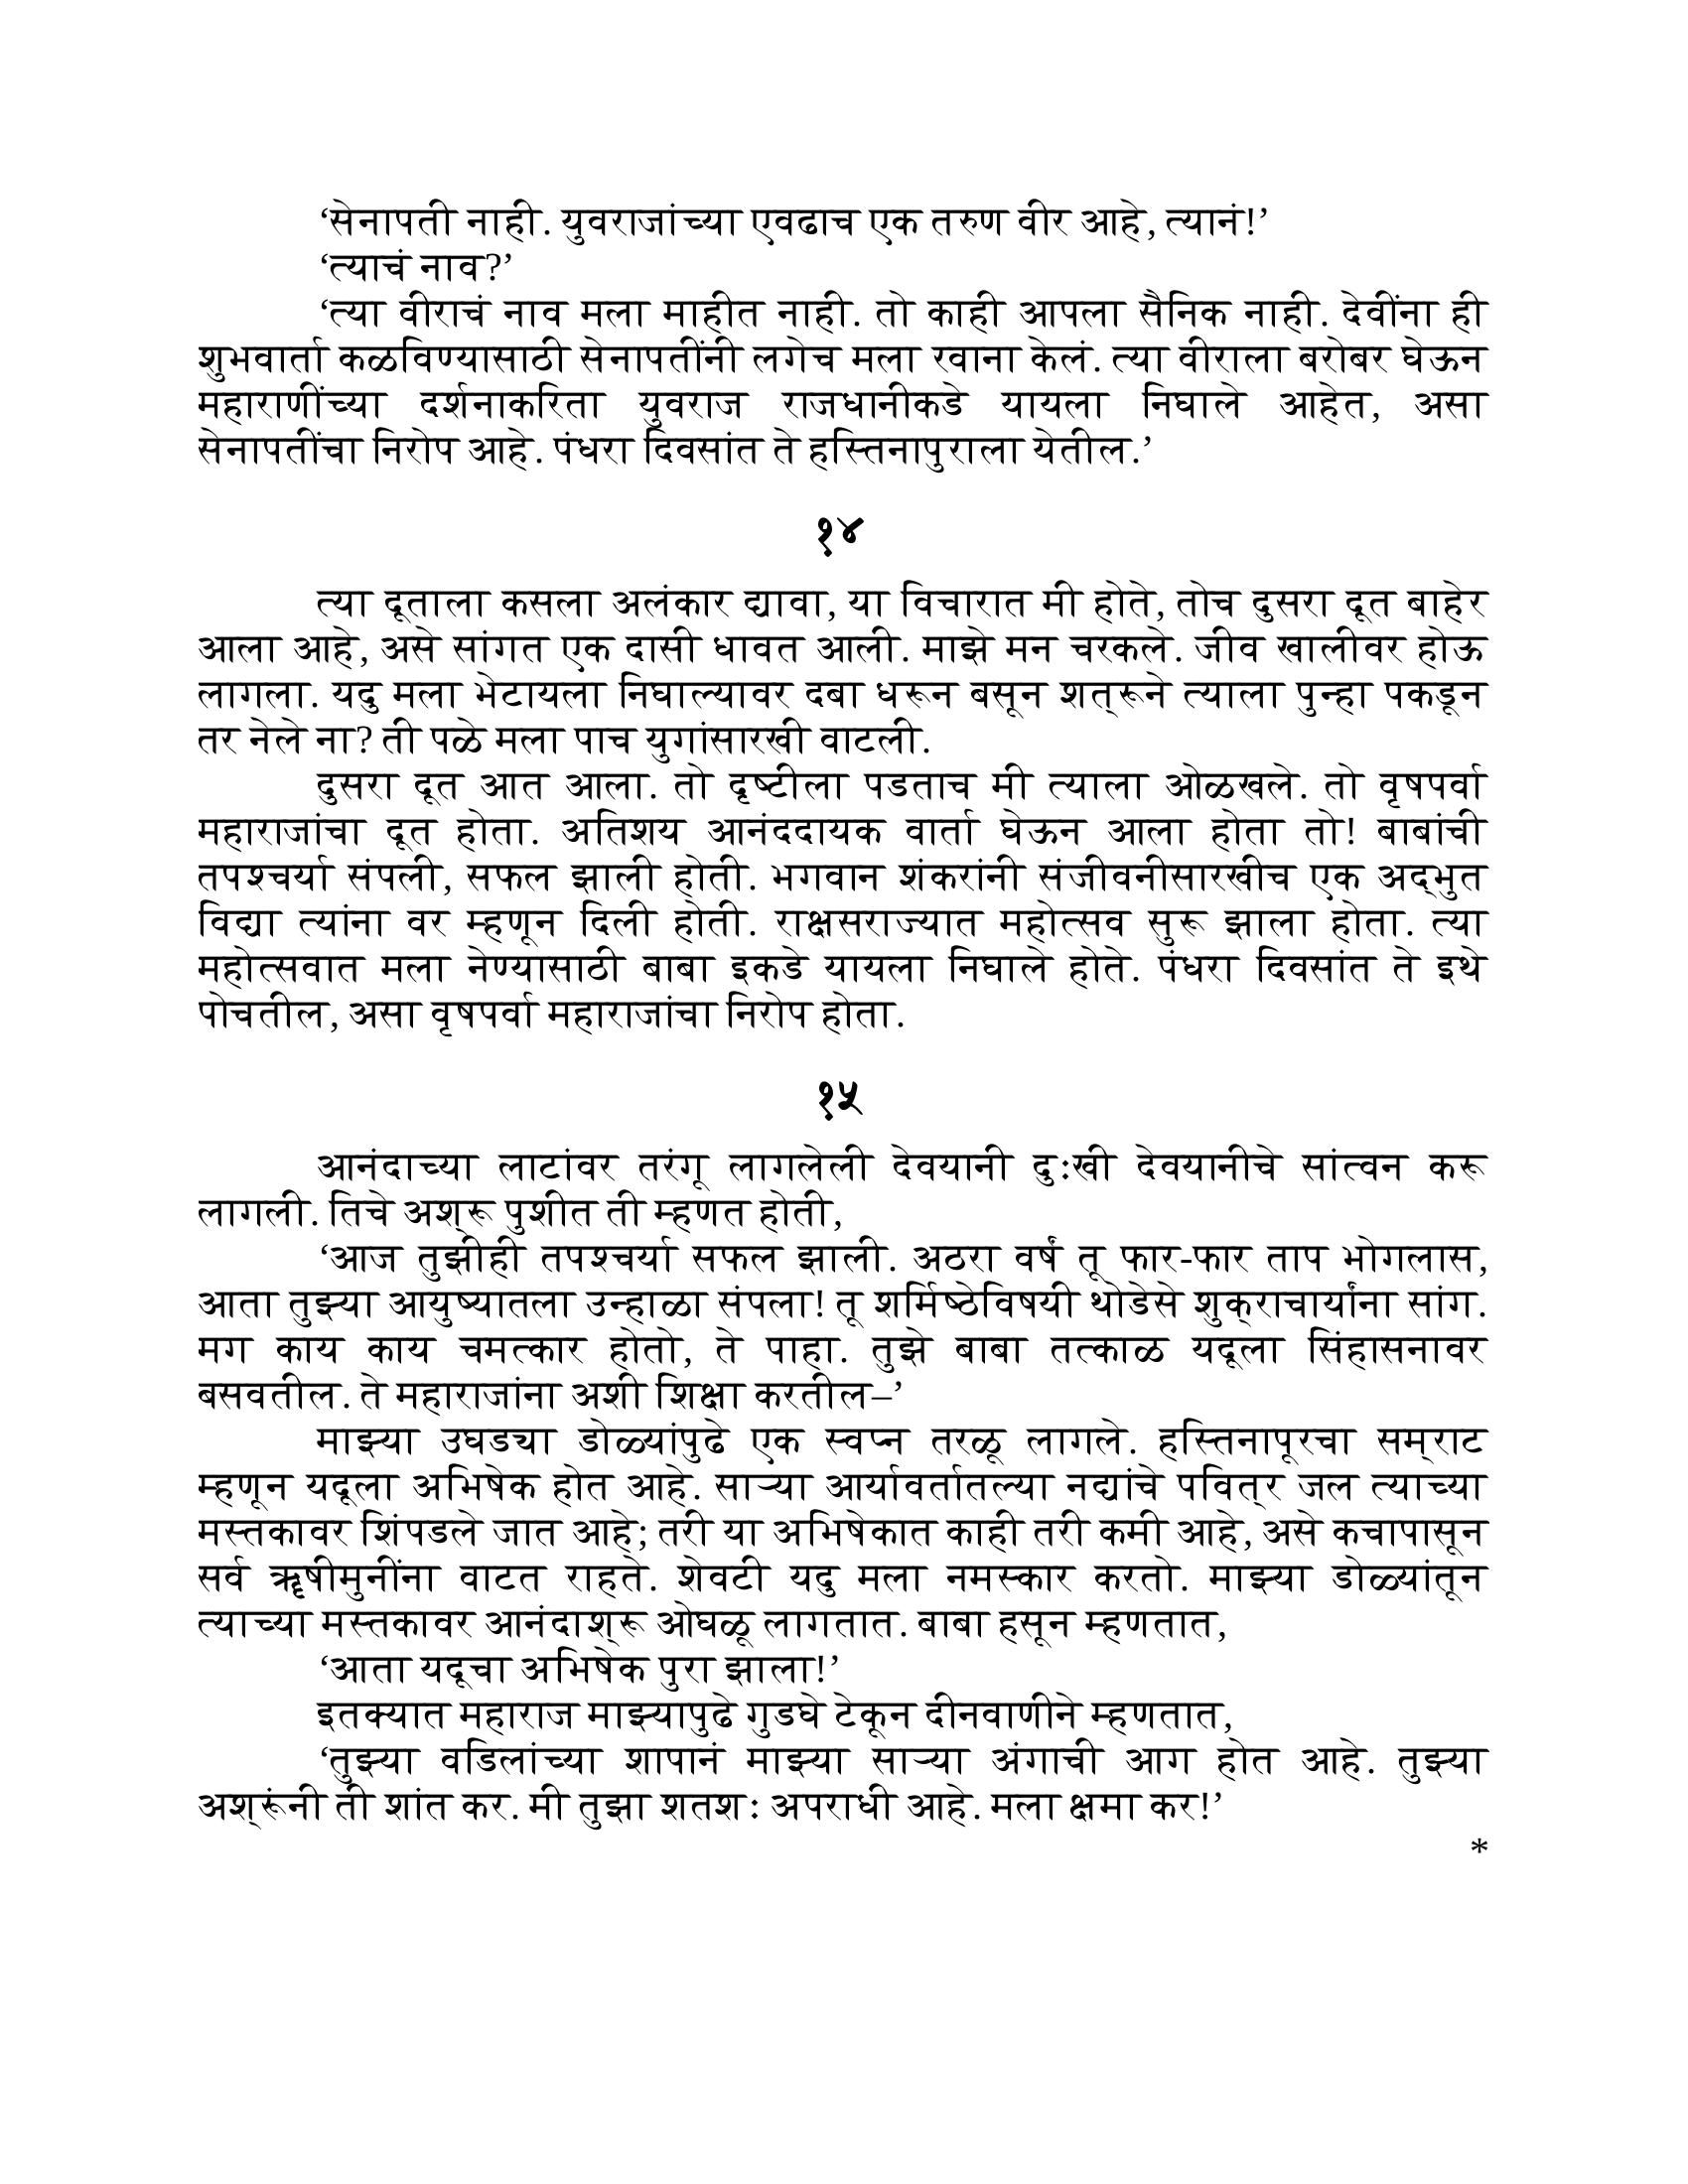 ‘सेनापती नाही. युवराजांच्या एवढाच एक तरुण वीर आहे, त्यानं!’
‘त्याचं नाव?’
‘त्या वीराचं नाव मला माहीत नाही. तो काही आपला सैनिक नाही. देवींना ही
शुभवार्ता कळविण्यासाठी सेनापतींनी लगेच मला रवाना केलं. त्या वीराला बरोबर घेऊन
महाराणींच्या दर्शनाकरिता युवराज राजधानीकडे यायला निघाले आहेत, असा
सेनापतींचा निरोप आहे. पंधरा दिवसांत ते हस्तिनापुराला येतील.’
१४
त्या दूताला कसला अलंकार द्यावा, या विचारात मी होते, तोच दुसरा दूत बाहेर
आला आहे, असे सांगत एक दासी धावत आली. माझे मन चरकले. जीव खालीवर होऊ
लागला. यदु मला भेटायला निघाल्यावर दबा धरून बसून शत्‌रूने त्याला पुन्हा पकडून
तर नेले ना? ती पळे मला पाच युगांसारखी वाटली.
दुसरा दूत आत आला. तो दृष्टीला पडताच मी त्याला ओळखले. तो वृषपर्वा
महाराजांचा दूत होता. अतिशय आनंददायक वार्ता घेऊन आला होता तो! बाबांची
तपश्चर्या संपली, सफल झाली होती. भगवान शंकरांनी संजीवनीसारखीच एक अद्‌भुत
विद्या त्यांना वर म्हणून दिली होती. राक्षसराज्यात महोत्सव सुरू झाला होता. त्या
महोत्सवात मला नेण्यासाठी बाबा इकडे यायला निघाले होते. पंधरा दिवसांत ते इथे
पोचतील, असा वृषपर्वा महाराजांचा निरोप होता.
१५
आनंदाच्या लाटांवर तरंगू लागलेली देवयानी दुःखी देवयानीचे सांत्वन करू
लागली. तिचे अश्‌रू पुशीत ती म्हणत होती,
‘आज तुझीही तपश्चर्या सफल झाली. अठरा वर्षं तू फार-फार ताप भोगलास,
आता तुझ्या आयुष्यातला उन्हाळा संपला! तू शर्मिष्ठेविषयी थोडेसे शुक्‌राचार्यांना सांग.
मग काय काय चमत्कार होतो, ते पाहा. तुझे बाबा तत्काळ यदूला सिंहासनावर
बसवतील. ते महाराजांना अशी शिक्षा करतील–’
माझ्या उघड्या डोळ्यांपुढे एक स्वप्न तरळू लागले. हस्तिनापूरचा सम्‌राट
म्हणून यदूला अभिषेक होत आहे. साऱ्या आर्यावर्तातल्या नद्यांचे पवित्‌र जल त्याच्या
मस्तकावर शिंपडले जात आहे; तरी या अभिषेकात काही तरी कमी आहे, असे कचापासून
सर्व ॠषीमुनींना वाटत राहते. शेवटी यदु मला नमस्कार करतो. माझ्या डोळ्यांतून
त्याच्या मस्तकावर आनंदाश्‌रू ओघळू लागतात. बाबा हसून म्हणतात,
‘आता यदूचा अभिषेक पुरा झाला!’
इतक्यात महाराज माझ्यापुढे गुडघे टेकून दीनवाणीने म्हणतात,
‘तुझ्या वडिलांच्या शापानं माझ्या साऱ्या अंगाची आग होत आहे. तुझ्या
अश्‌रूंनी ती शांत कर. मी तुझा शतशः अपराधी आहे. मला क्षमा कर!’
*